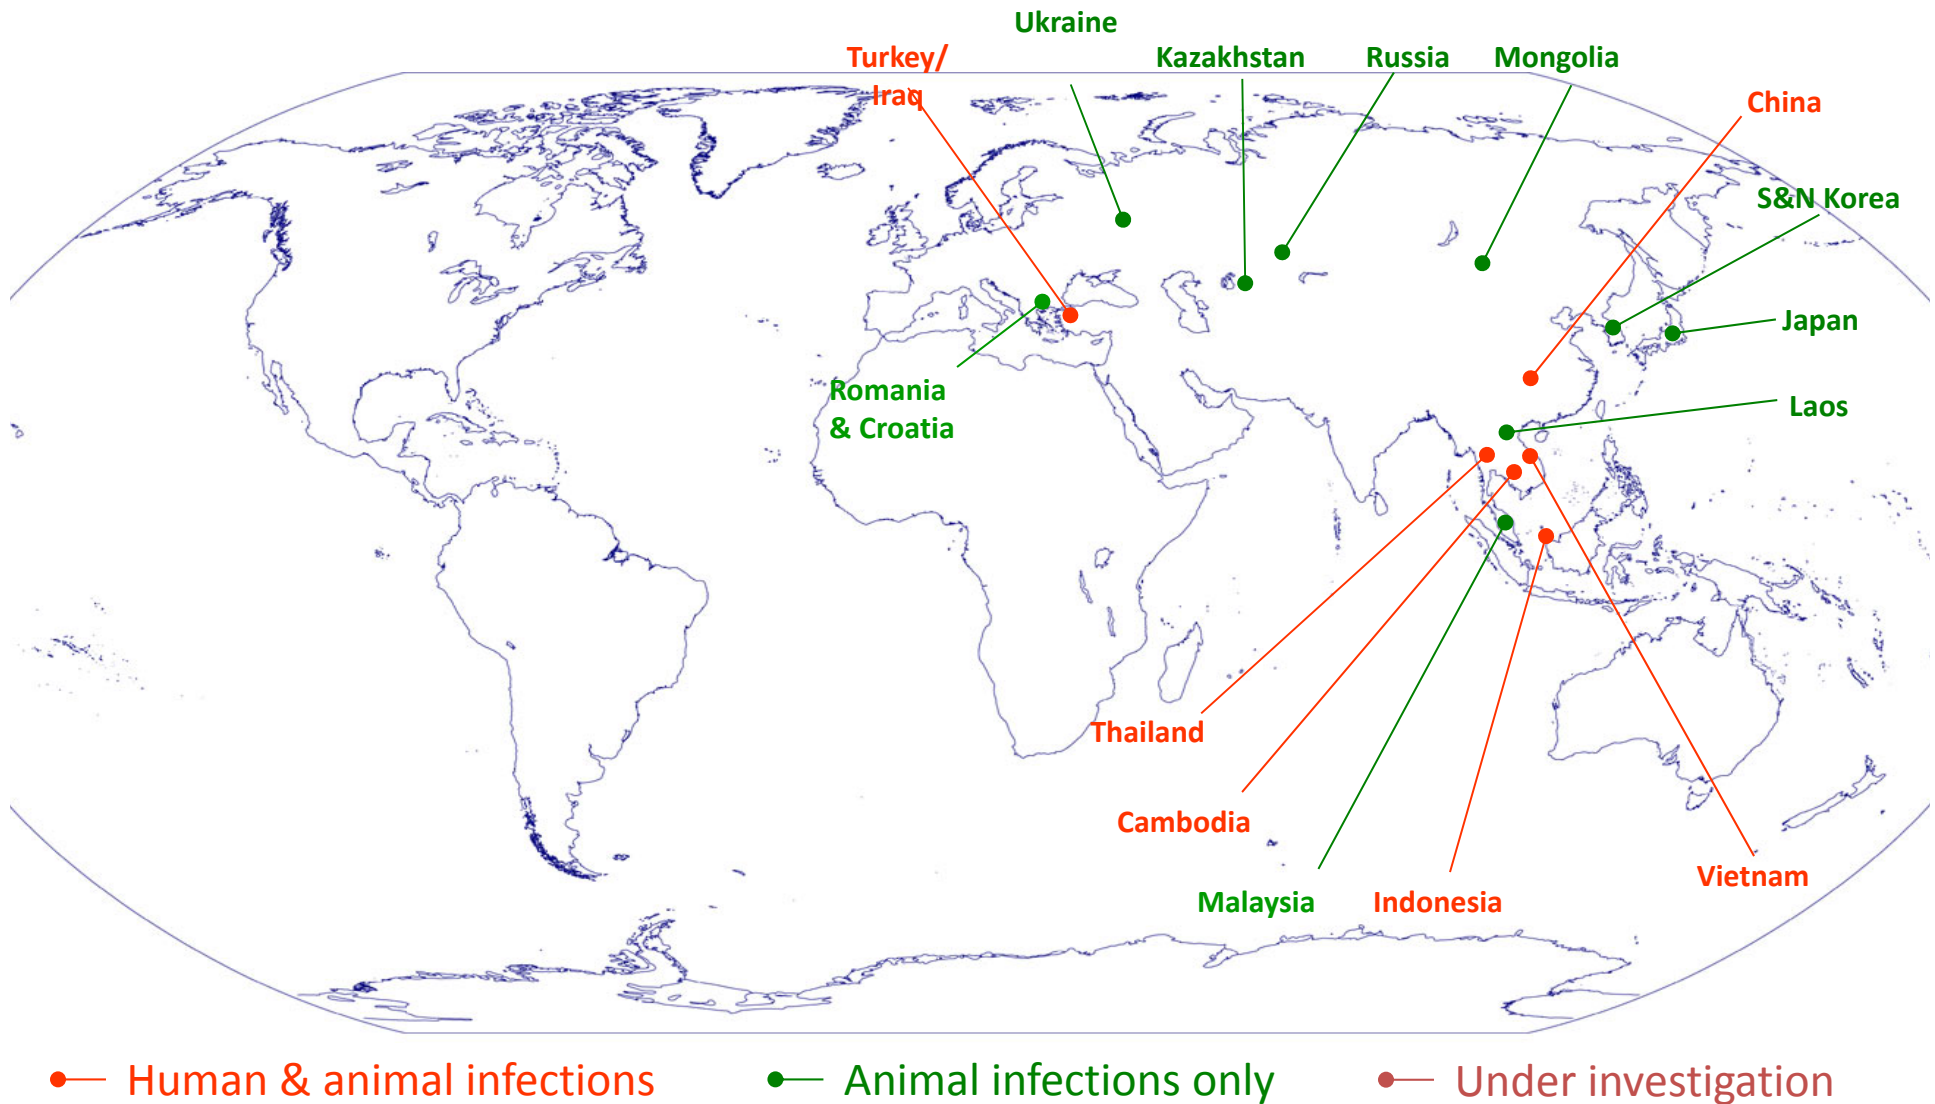 Ukraine
Turkey/
Iraq
Kazakhstan
Russia
Mongolia
China
S&N Korea
Japan
Romania
& Croatia
Laos
Thailand
Cambodia
Malaysia
Indonesia
Vietnam
Human & animal infections
Animal infections only
Under investigation